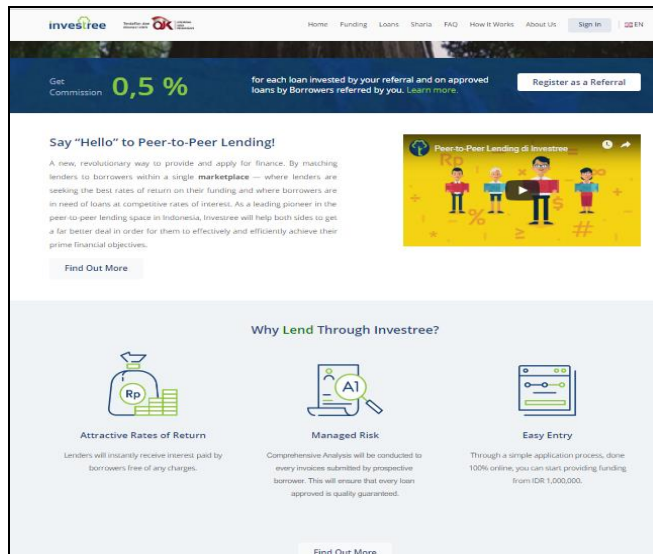 investree
OJK
Home Funding Loans Sharia FAQ How It Works About Us Sign In EN
Get
Commission 0,5 %
for each loan invested by your referral and on approved
loans by Borrowers referred by you. Learn more.
Register as a Referral
Say “Hello” to Peer-to-Peer Lending!
A new, revolutionary way to provide and apply
for finance. By matching
lenders to borrowers within a single marketplace — where lenders are
seeking the best rates of return on their funding and where borrowers are
in need of loans at competitive rates of interest. As a leading pioneer in the
peer-to-peer lending space in Indonesia, Investree will help both sides to get
a far better deal in order for them to effectively and efficiently achieve their
prime financial objectives.
Find Out More
Peer-to-Peer Lending di Investree
Rp
Why Lend Through Investree?
Rp
A1
Attractive Rates of Return
Lenders will instantly receive interest paid by
borrowers free of any charges.
Managed Risk
Comprehensive Analysis will be conducted to
every invoices submitted by prospective
borrower. This will ensure that every loan
approved is quality guaranteed.
Easy Entry
Through a simple application process, done
100% online, you can start providing funding
from IDR 1,000,000.
Find Out More